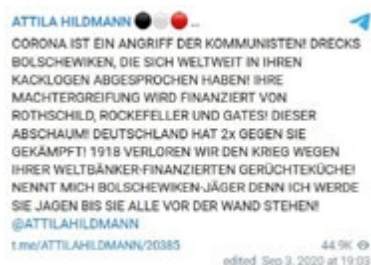 ATTILA HILDMANN⚫⚪🔴 ..
CORONA IST EIN ANGRIFF DER KOMMUNISTEN! DRECKS
BOLSCHEWIKEN, DIE SICH WELTWEIT IN IHREN
KACKLOGEN ABGESPROCHEN HABEN! IHRE
MACHTERGREIFUNG WIRD FINANZIERT VON
ROTHSCHILD, ROCKEFELLER UND GATES! DIESER
ABSCHAUM! DEUTSCHLAND HAT 2x GEGEN SIE
GEKÄMPFT! 1918 VERLOREN WIR DEN KRIEG WEGEN
IHRER WELTBÄNKER-FINANZIERTEN GERÜCHTEKÜCHE!
NENNT MICH BOLSCHEWIKEN-JÄGER DENN ICH WERDE
SIE JAGEN BIS SIE ALLE VOR DER WAND STEHEN!
@ATTILAHILDMANN
t.me/ATTILAHILDMANN/20385 44.9K
edited Sep 3, 2020 at 19:03